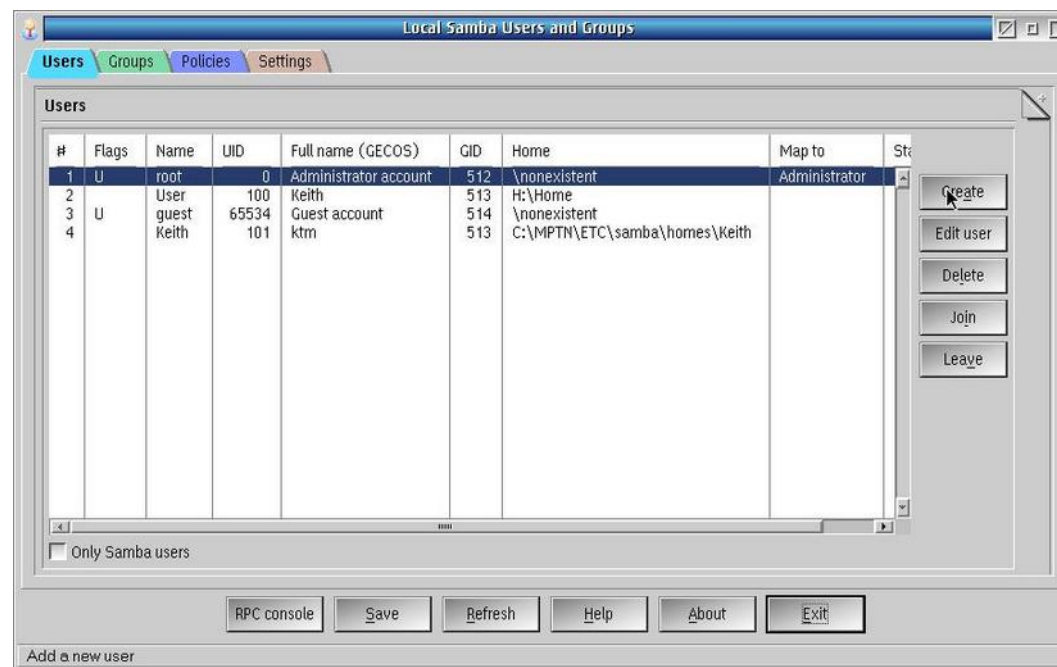 Local Samba Users and Groups
Users Groups Policies Settings
Users
# Flags Name UID Full name (GECOS) GID Home Map to Sta
1 U root 0 Administrator account 512 \nonexistent Administrator
2 User 100 Keith 513 H:\Home
3 U guest 65534 Guest account 514 \nonexistent
4 Keith 101 ktm 513 C:\MPTN\ETC\samba\homes\Keith
Create
Edit user
Delete
Join
Leave
Only Samba users
RPC console Save Refresh Help About Exit
Add a new user